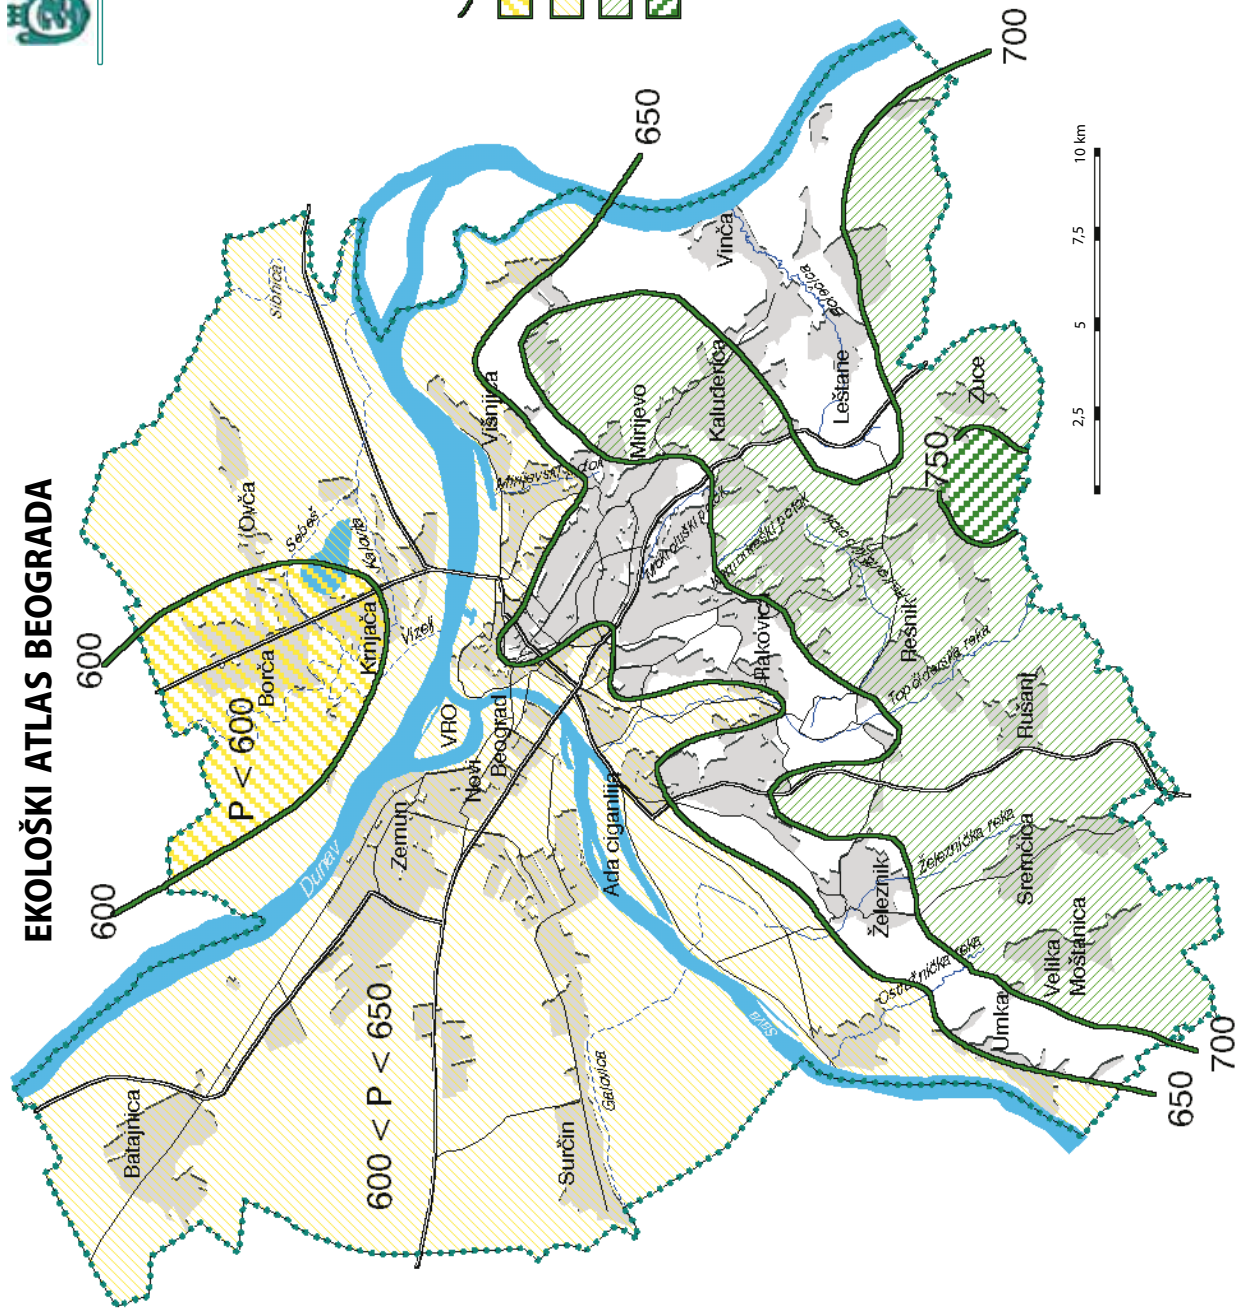 EKOLOŠKI ATLAS BEOGRADA
600
600
650
700
P < 600
600 < P < 650
750
650
700
Ovča
Sebeš
Kalovita
Sibnica
Borča
Krnjača
Vizelj
Dunav
Batajnica
Zemun
VRO
Novi
Beograd
Višnjica
Mirijevski potok
Mirijevo
Kaluđerica
Vinča
Bolečica
Leštane
Zuce
Mokroluški potok
Rakovica
Resnik
Topčiderska reka
Rušanj
Ada ciganlija
Surčin
Galovica
Sava
Železnik
Železnička reka
Sremčica
Ostružnička reka
Velika
Moštanica
Umka
2,5
5
7,5
10 km